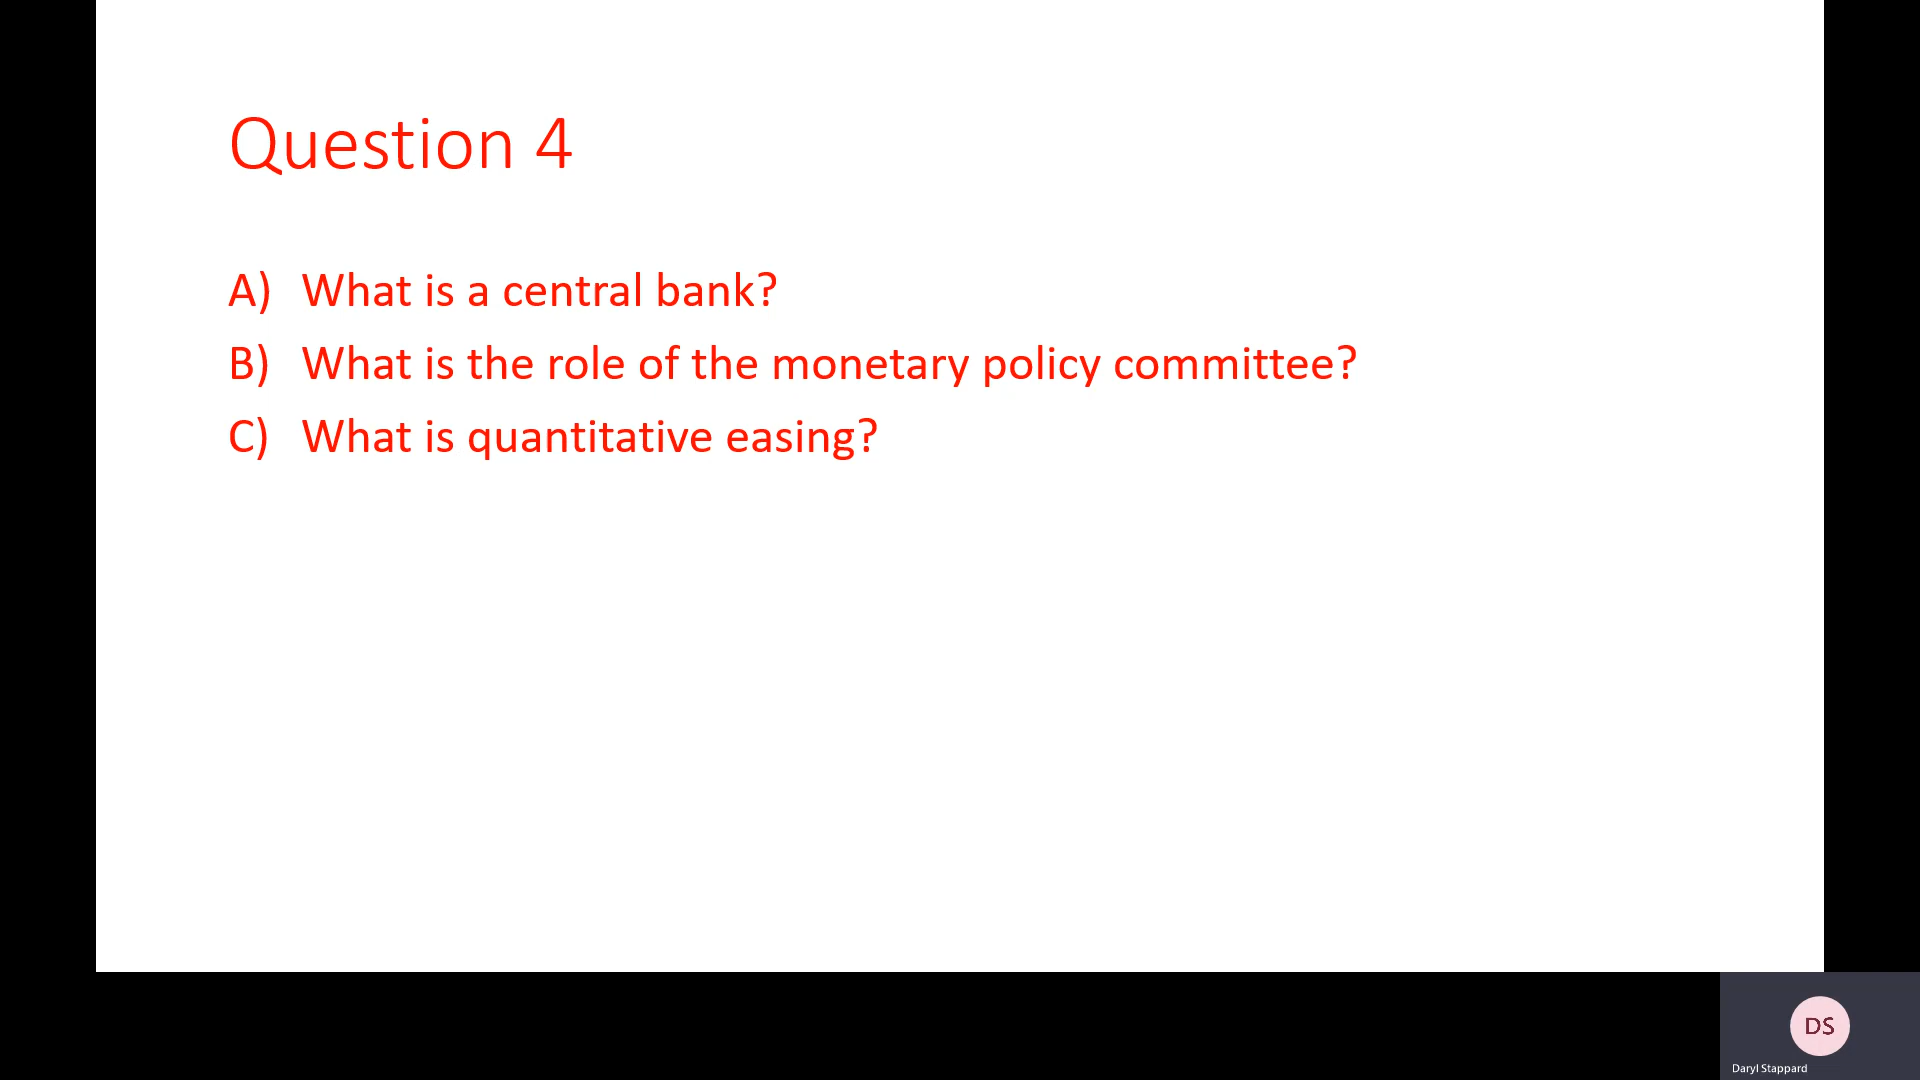 Question 4
A) What is a central bank?
B) What is the role of the monetary policy committee?
C) What is quantitative easing?
DS
Daryl Stappard